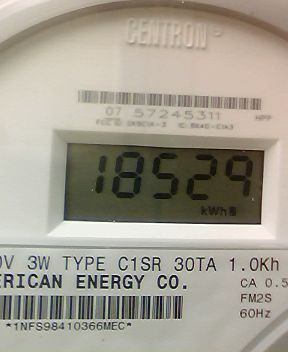 CENTRON
07 57245311
HPP
18529
kWh
V 3W TYPE C1SR 30TA 1.0Kh
ERICAN ENERGY CO.
CA 0.5
FM2S
60Hz
*1NFS98410366MEC*